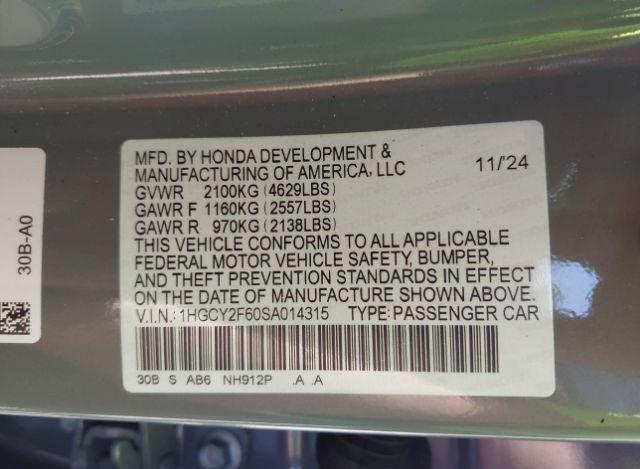 30B-A0
MFD. BY HONDA DEVELOPMENT &
MANUFACTURING OF AMERICA, LLC 11/'24
GVWR 2100KG (4629LBS)
GAWR F 1160KG (2557LBS)
GAWR R 970KG (2138LBS)
THIS VEHICLE CONFORMS TO ALL APPLICABLE
FEDERAL MOTOR VEHICLE SAFETY, BUMPER,
AND THEFT PREVENTION STANDARDS IN EFFECT
ON THE DATE OF MANUFACTURE SHOWN ABOVE.
V.I.N.: 1HGCY2F60SA014315 TYPE: PASSENGER CAR
30B S AB6 NH912P .A .A